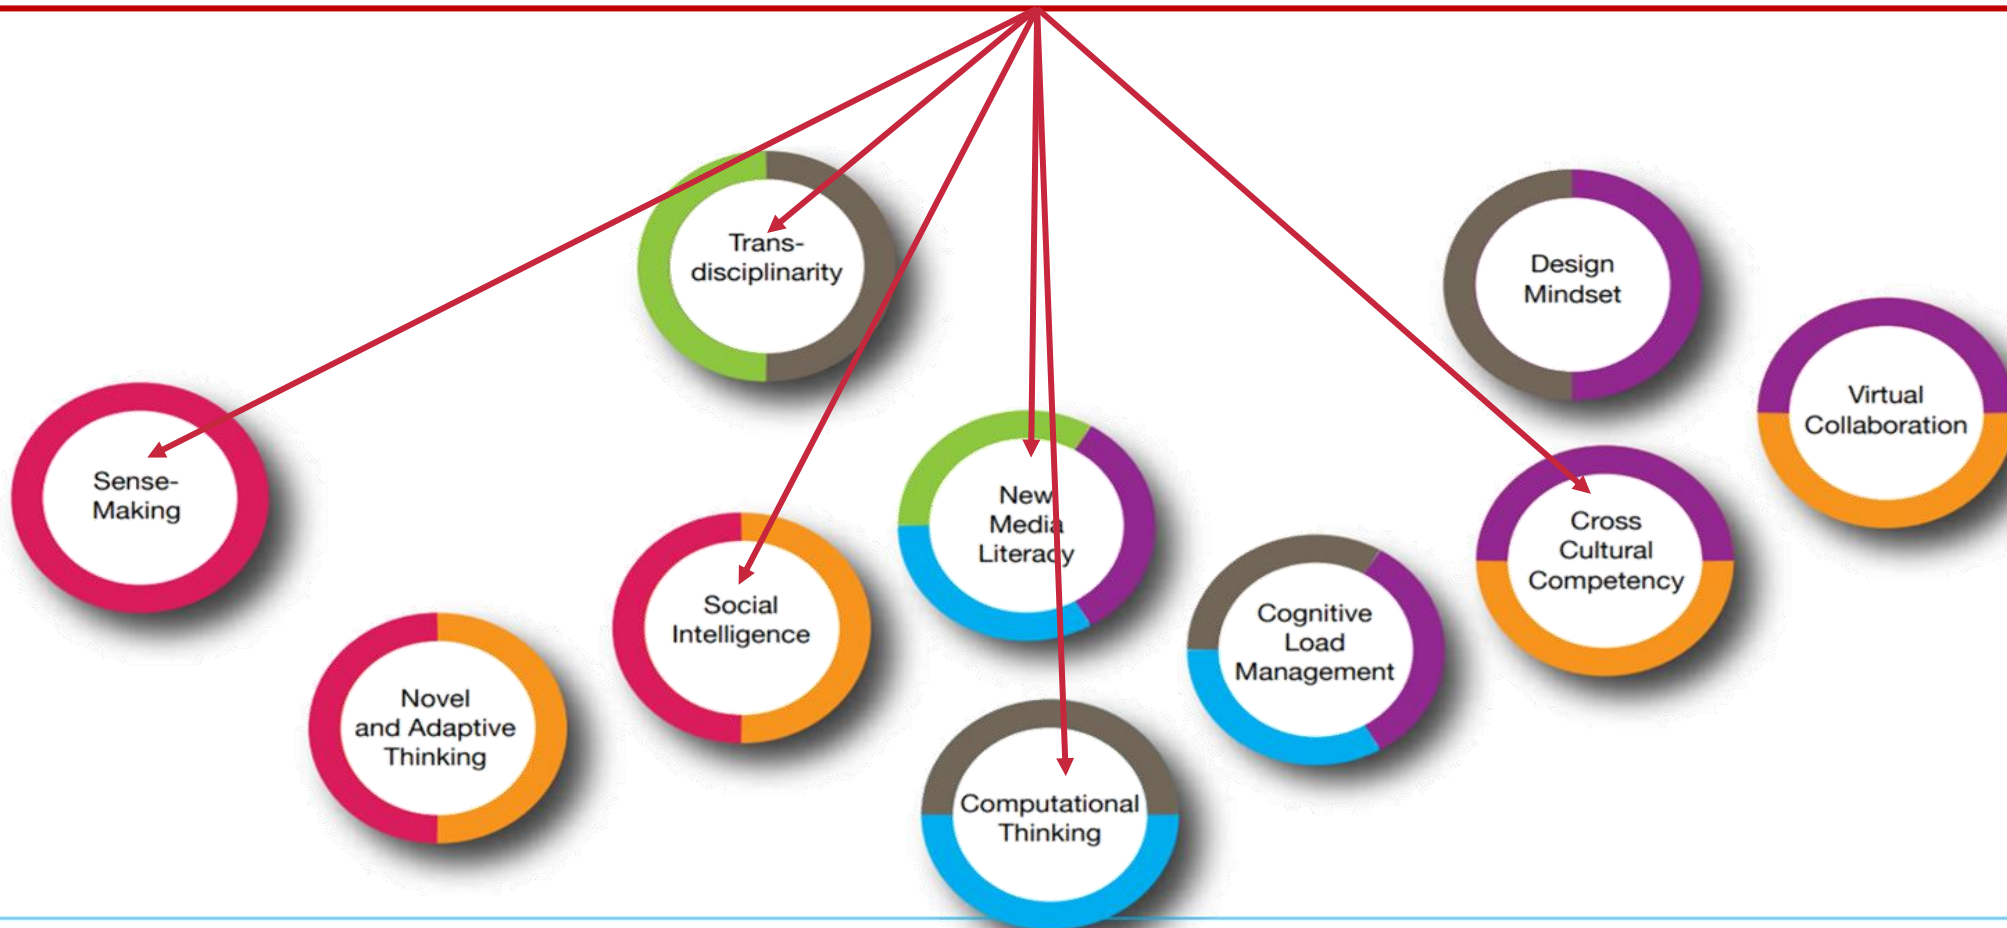 Trans-
disciplinarity
Design
Mindset
Virtual
Collaboration
Sense-
Making
New
Media
Literacy
Cross
Cultural
Competency
Social
Intelligence
Cognitive
Load
Management
Novel
and Adaptive
Thinking
Computational
Thinking